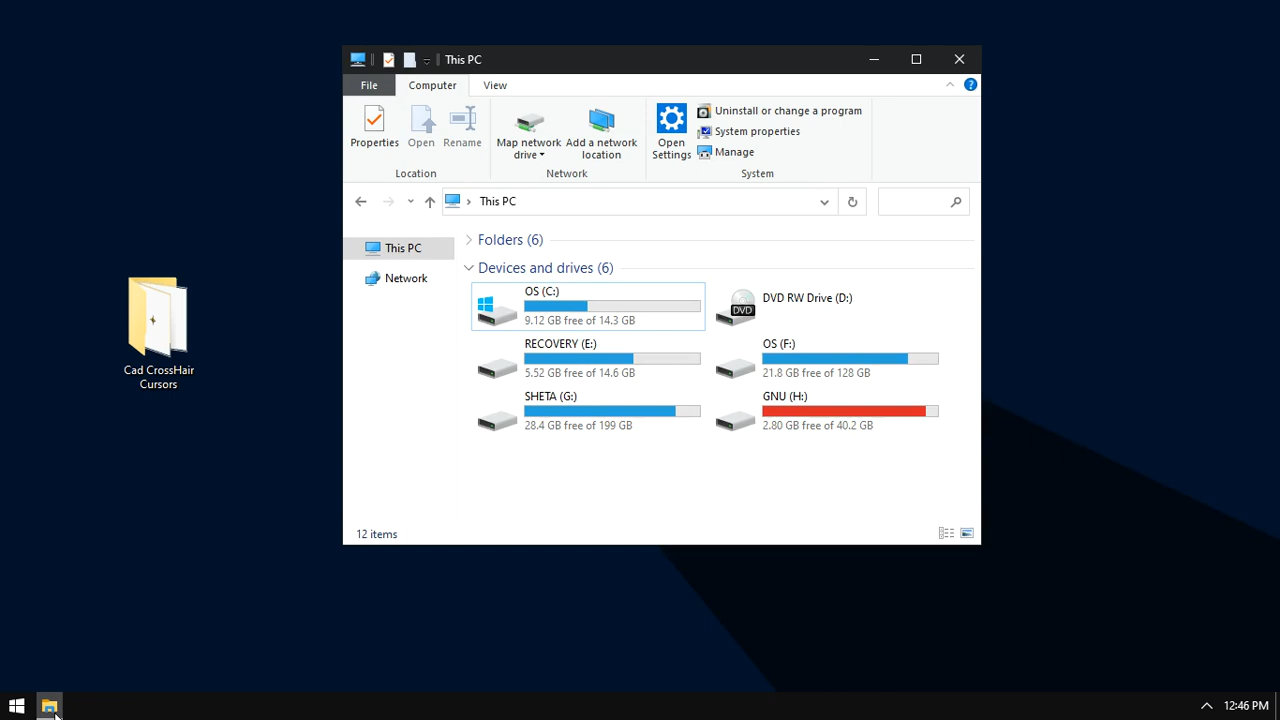 This PC
File
Computer
View
Properties
Open
Rename
Map network
drive
Add a network
location
Open
Settings
Uninstall or change a program
System properties
Manage
Location
Network
System
This PC
This PC
Network
Folders (6)
Devices and drives (6)
OS (C:)
9.12 GB free of 14.3 GB
DVD
DVD RW Drive (D:)
RECOVERY (E:)
5.52 GB free of 14.6 GB
OS (F:)
21.8 GB free of 128 GB
SHETA (G:)
28.4 GB free of 199 GB
GNU (H:)
2.80 GB free of 40.2 GB
12 items
Cad CrossHair
Cursors
12:46 PM